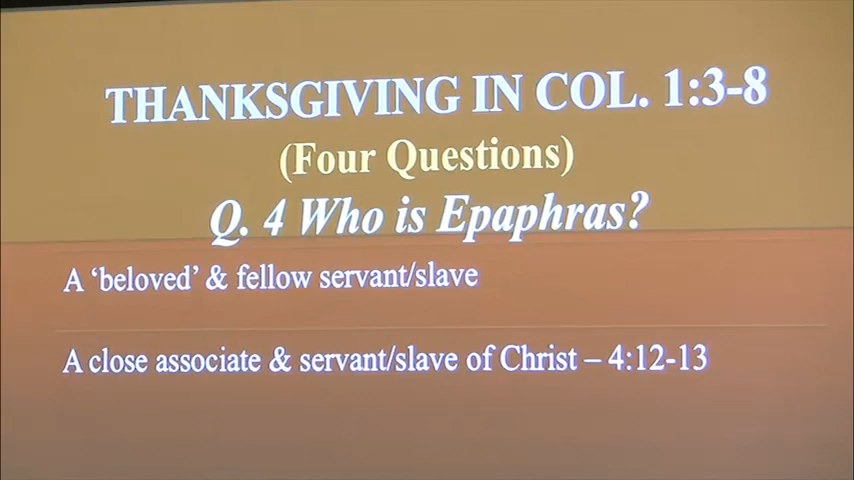 THANKSGIVING IN COL. 1:3-8
(Four Questions)
Q. 4 Who is Epaphras?
A ‘beloved’ & fellow servant/slave
A close associate & servant/slave of Christ – 4:12-13